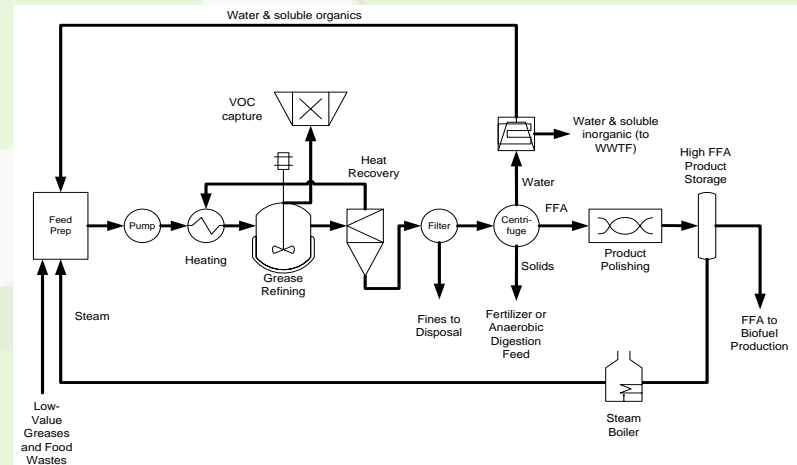 Water & soluble organics
VOC
capture
Water & soluble
inorganic (to
WWTF)
High FFA
Product
Storage
Heat
Recovery
Water
FFA
Feed
Prep
Pump
Filter
Centri-
fuge
Heating
Grease
Refining
Product
Polishing
Solids
Steam
Fines to
Disposal
Fertilizer or
Anaerobic
Digestion
Feed
FFA to
Biofuel
Production
Low-
Value
Greases
and Food
Wastes
Steam
Boiler